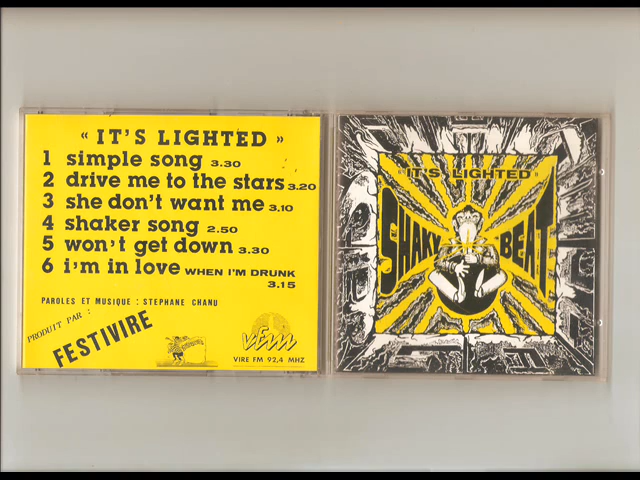 « IT'S LIGHTED »
1 simple song 3.30
2 drive me to the stars 3.20
3 she don't want me 3.10
4 shaker song 2.50
5 won't get down 3.30
6 i'm in love WHEN I'M DRUNK
3.15
PAROLES ET MUSIQUE : STEPHANE CHANU
PRODUIT PAR :
FESTIVIRE
vfm
VIRE FM 92,4 MHZ
« IT'S LIGHTED »
SHAKY BEAT